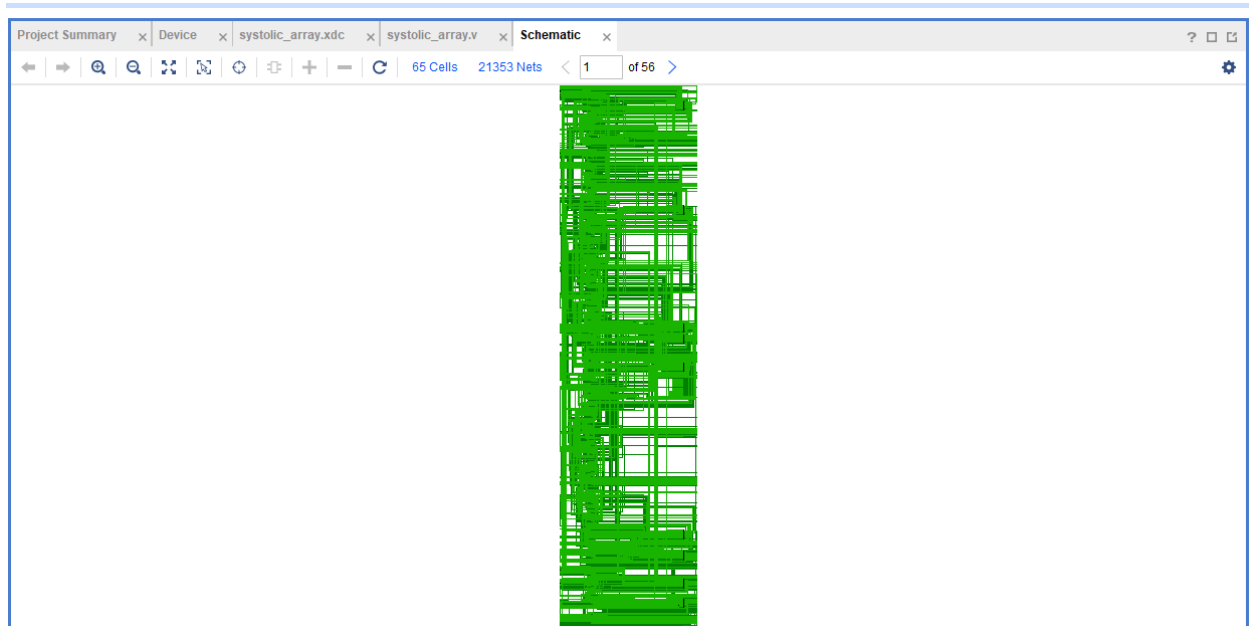 Project Summary × Device × systolic_array.xdc × systolic_array.v × Schematic × ?
65 Cells 21353 Nets 1 of 56